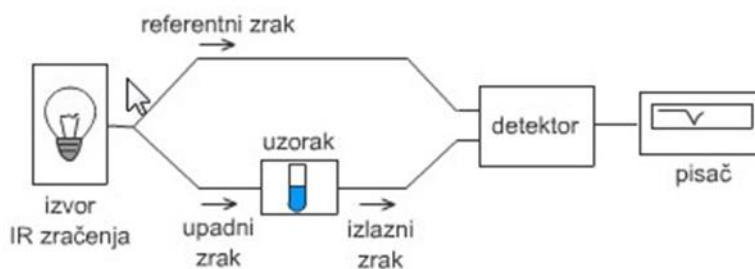 referentni zrak
izvor
IR zračenja
uzorak
upadni
zrak
izlazni
zrak
detektor
pisač